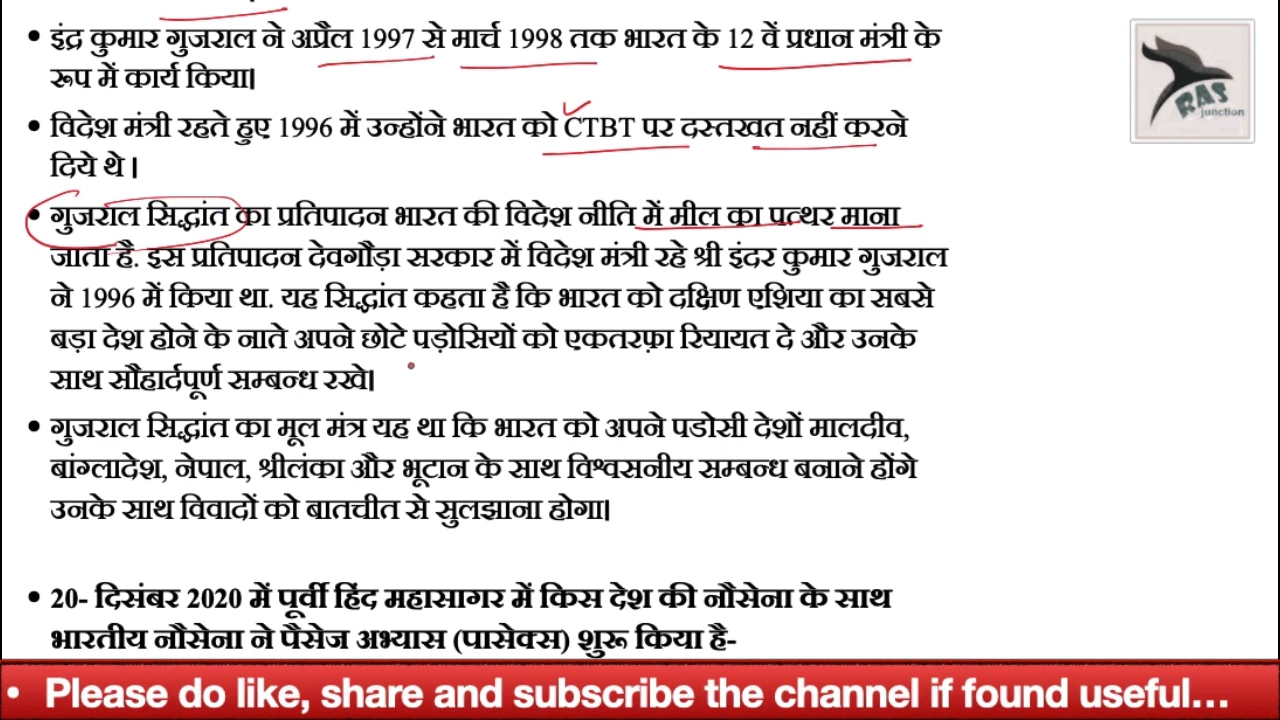 • इंद्र कुमार गुजराल ने अप्रैल 1997 से मार्च 1998 तक भारत के 12 वें प्रधान मंत्री के
रूप में कार्य किया।
• विदेश मंत्री रहते हुए 1996 में उन्होंने भारत को CTBT पर दस्तखत नहीं करने
दिये थे ।
• गुजराल सिद्धांत का प्रतिपादन भारत की विदेश नीति में मील का पत्थर माना
जाता है. इस प्रतिपादन देवगौड़ा सरकार में विदेश मंत्री रहे श्री इंदर कुमार गुजराल
ने 1996 में किया था. यह सिद्धांत कहता है कि भारत को दक्षिण एशिया का सबसे
बड़ा देश होने के नाते अपने छोटे पड़ोसियों को एकतरफ़ा रियायत दे और उनके
साथ सौहार्दपूर्ण सम्बन्ध रखे।
• गुजराल सिद्धांत का मूल मंत्र यह था कि भारत को अपने पडोसी देशों मालदीव,
बांग्लादेश, नेपाल, श्रीलंका और भूटान के साथ विश्वसनीय सम्बन्ध बनाने होंगे
उनके साथ विवादों को बातचीत से सुलझाना होगा।
• 20- दिसंबर 2020 में पूर्वी हिंद महासागर में किस देश की नौसेना के साथ
भारतीय नौसेना ने पैसेज अभ्यास (पासेक्स) शुरू किया है-
• Please do like, share and subscribe the channel if found useful...
RAS
junction